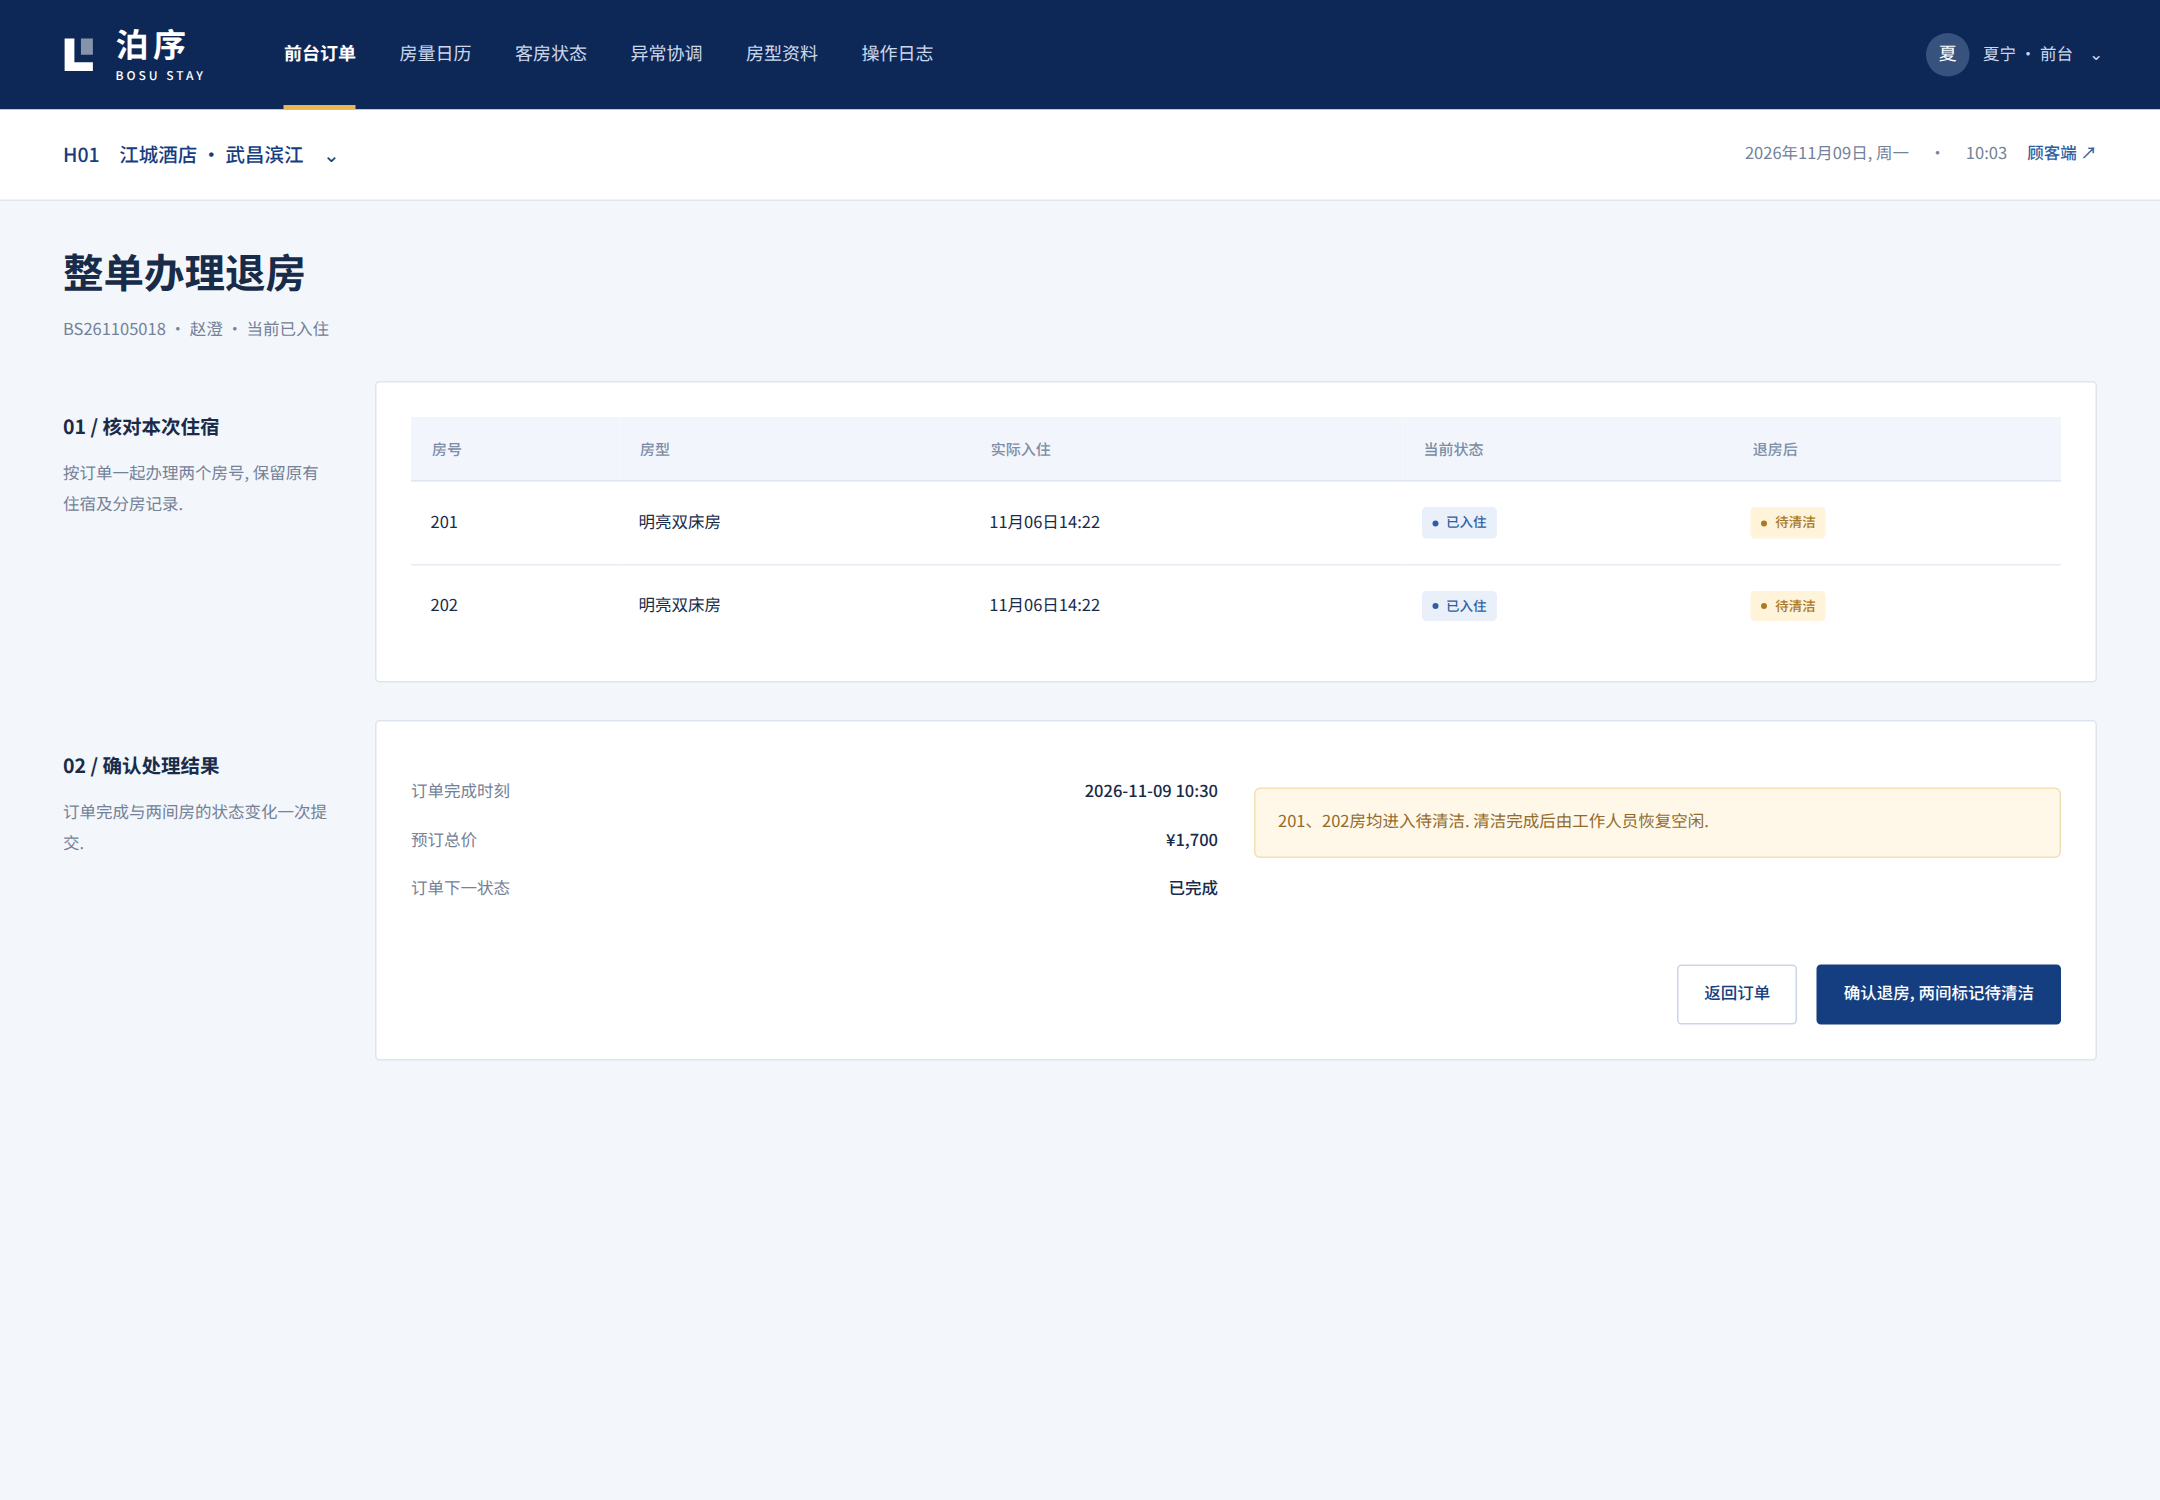 泊序
BOSU STAY
前台订单 房量日历 客房状态 异常协调 房型资料 操作日志
夏 夏宁 · 前台
H01 江城酒店 · 武昌滨江
2026年11月09日, 周一 · 10:03 顾客端 ↗
整单办理退房
BS261105018 · 赵澄 · 当前已入住
01 / 核对本次住宿
按订单一起办理两个房号, 保留原有
住宿及分房记录.
房号 房型 实际入住 当前状态 退房后
201 明亮双床房 11月06日14:22 已入住 待清洁
202 明亮双床房 11月06日14:22 已入住 待清洁
02 / 确认处理结果
订单完成与两间房的状态变化一次提
交.
订单完成时刻 2026-11-09 10:30
预订总价 ¥1,700
订单下一状态 已完成
201、202房均进入待清洁. 清洁完成后由工作人员恢复空闲.
返回订单 确认退房, 两间标记待清洁